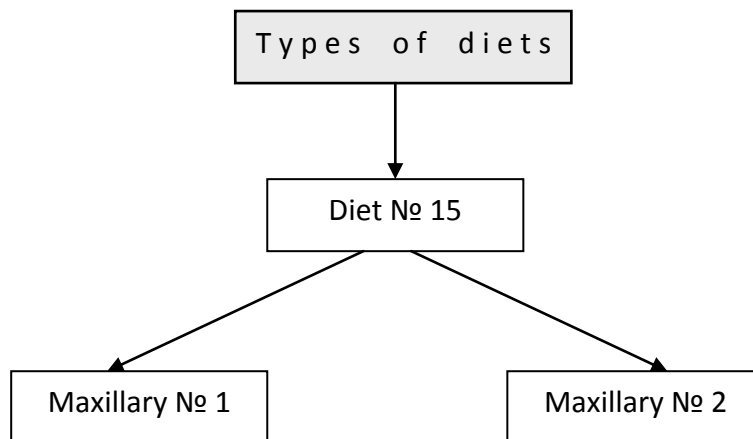 Types of diets
Diet № 15
Maxillary № 1
Maxillary № 2